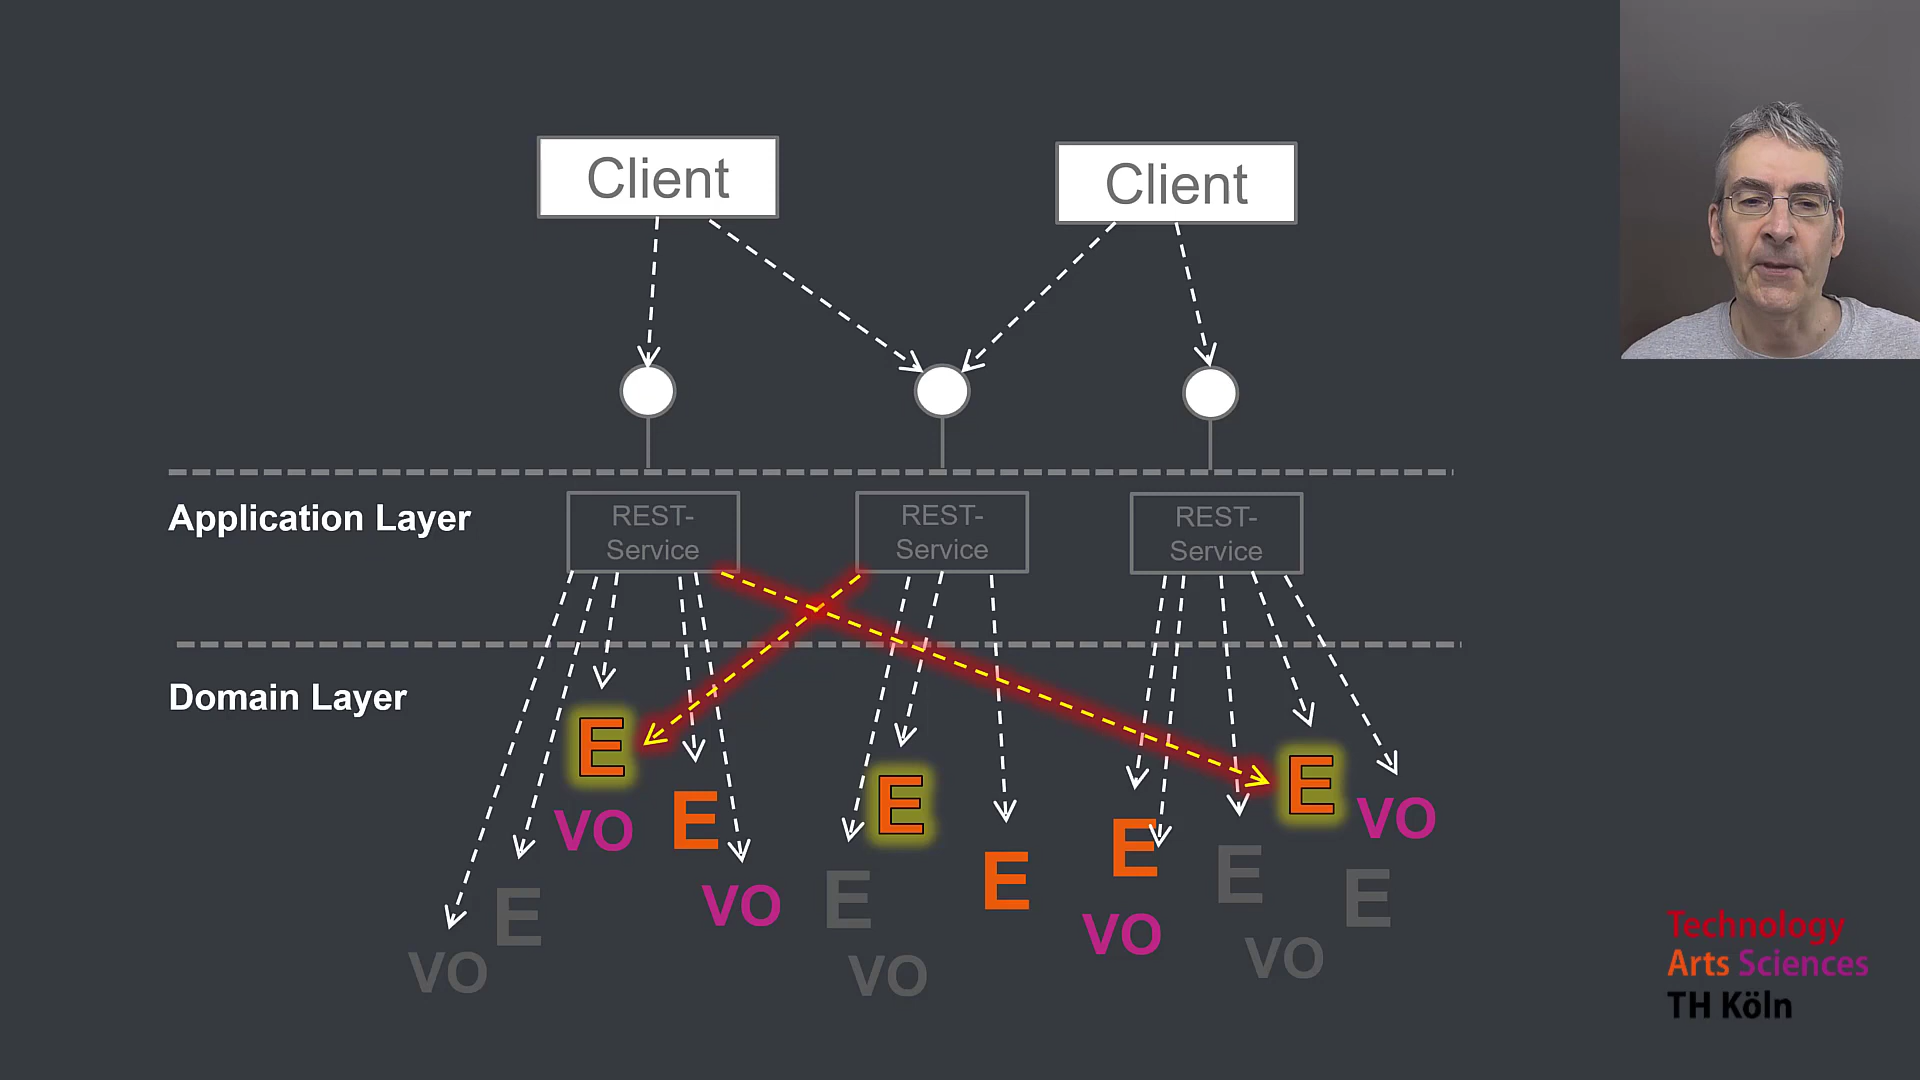 Client
Client
Application Layer
REST-
Service
REST-
Service
REST-
Service
Domain Layer
E
E
E
VO
E
VO
E
E
VO
E
E
E
E
VO
VO
VO
VO
VO
Technology
Arts Sciences
TH Köln